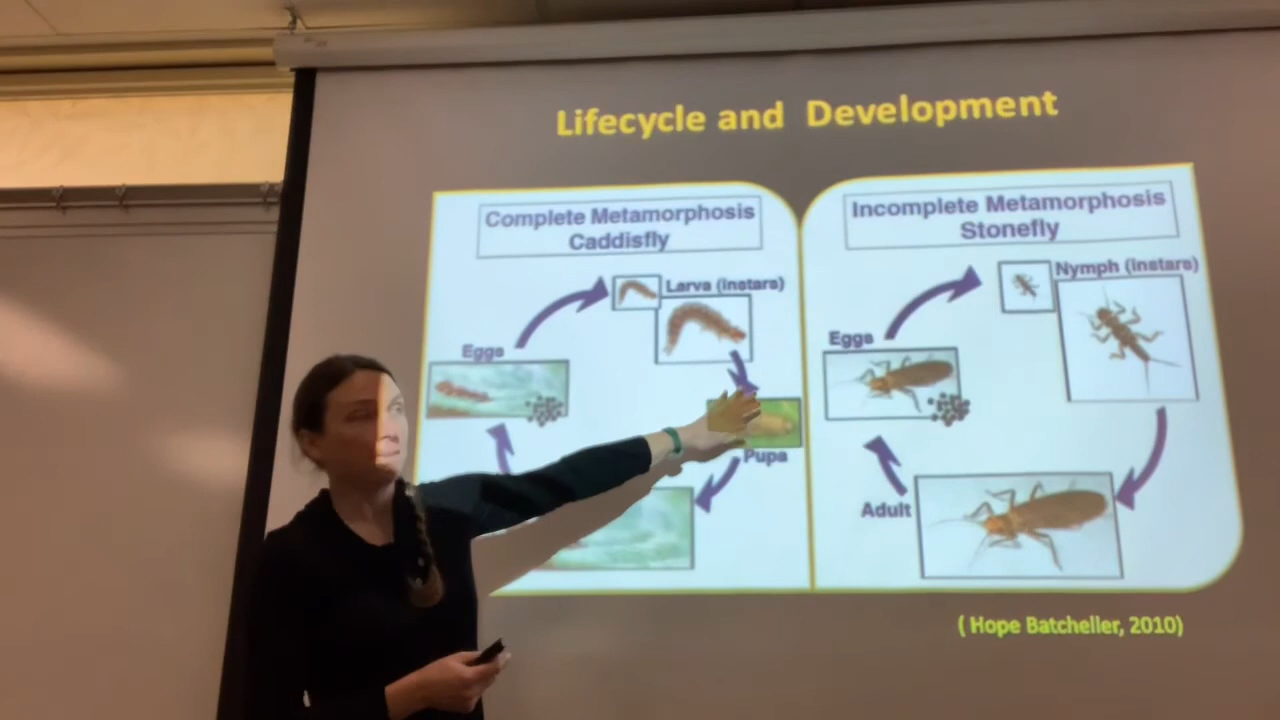 Lifecycle and Development
Complete Metamorphosis
Caddisfly
Larva (instars)
Eggs
Pupa
Incomplete Metamorphosis
Stonefly
Nymph (instars)
Eggs
Adult
( Hope Batcheller, 2010)